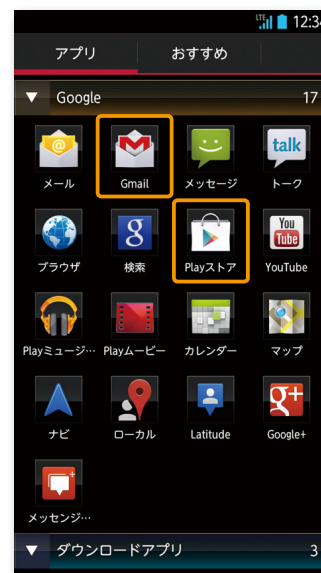 LTE 12:34
アプリ おすすめ
Google 17
talk
メール Gmail メッセージ トーク
8 You Tube
ブラウザ 検索 Playストア YouTube
Playミュージ… Playムービー カレンダー マップ
g+
ナビ ローカル Latitude Google+
メッセンジ…
ダウンロードアプリ 3